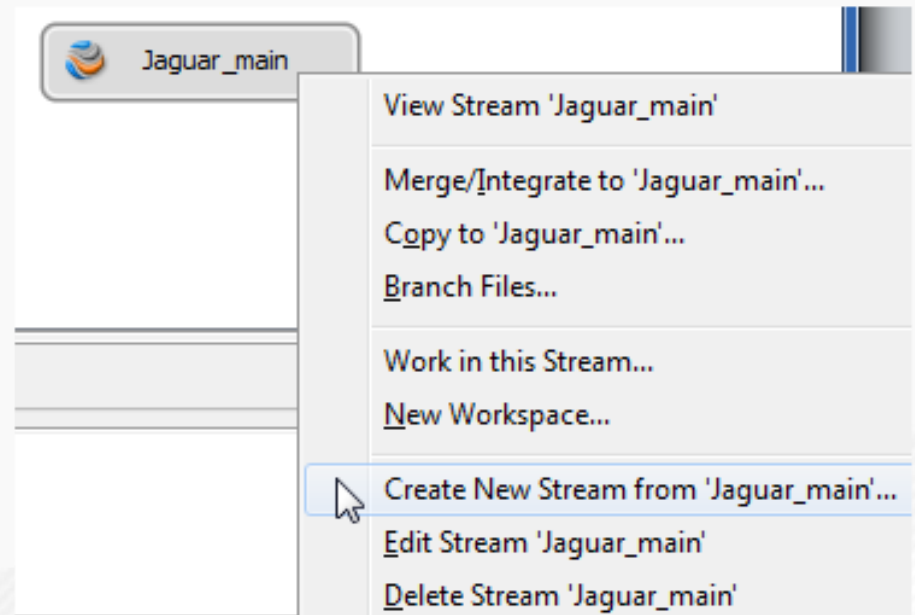 Jaguar_main
View Stream 'Jaguar_main'
Merge/Integrate to 'Jaguar_main'...
Copy to 'Jaguar_main'...
Branch Files...
Work in this Stream...
New Workspace...
Create New Stream from 'Jaguar_main'...
Edit Stream 'Jaguar_main'
Delete Stream 'Jaguar_main'